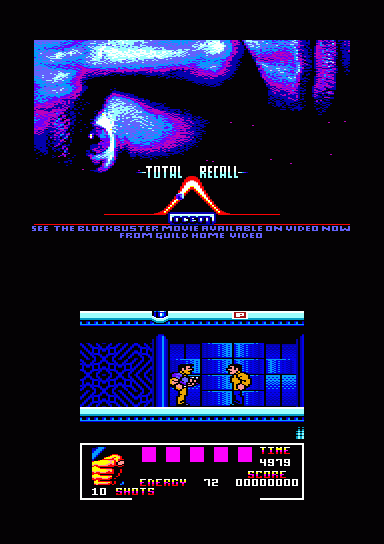 TOTAL RECALL
ocean
SEE THE BLOCKBUSTER MOVIE AVAILABLE ON VIDEO NOW
FROM GUILD HOME VIDEO
TIME
4979
SCORE
ENERGY 72 00000000
10 SHOTS